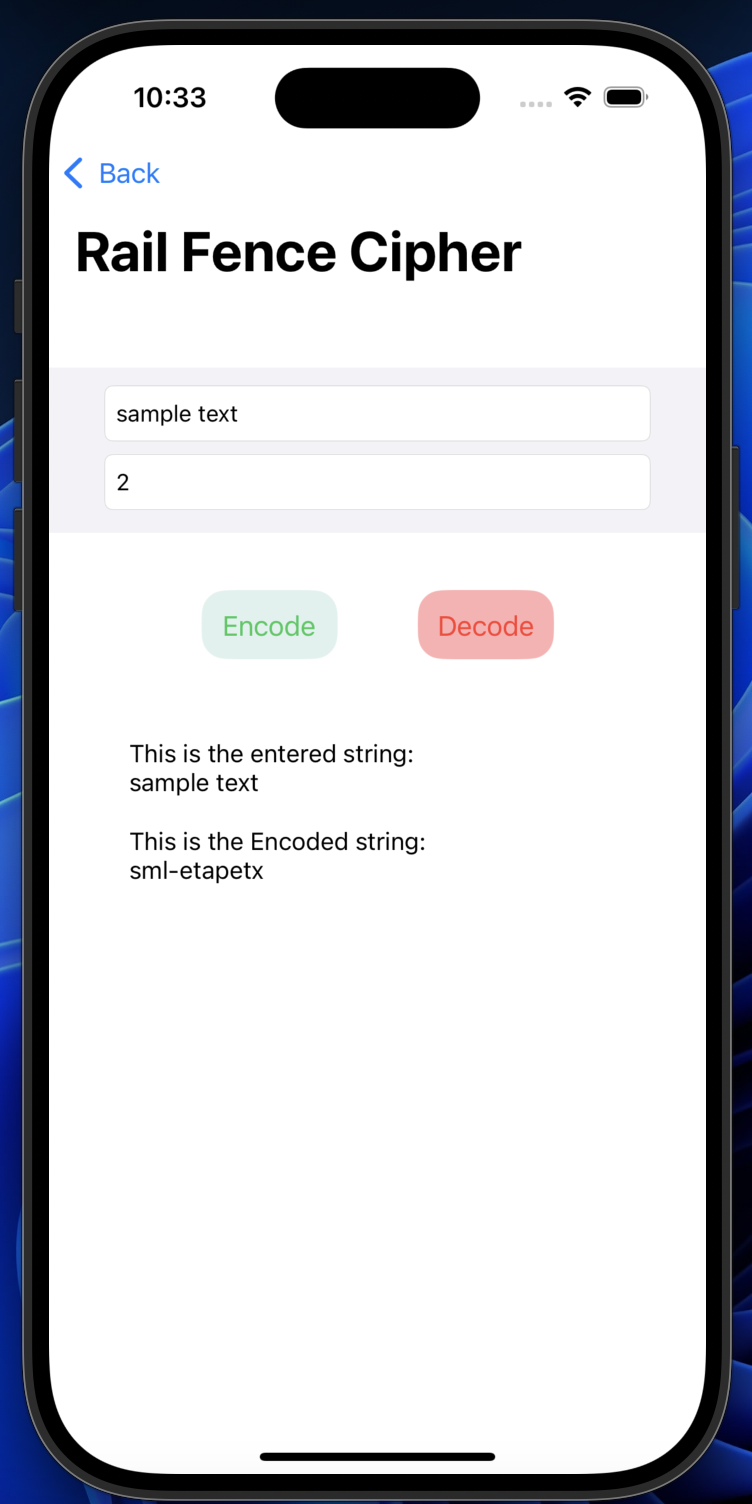 10:33
Back
Rail Fence Cipher
sample text
2
Encode Decode
This is the entered string:
sample text
This is the Encoded string:
sml-etapetx